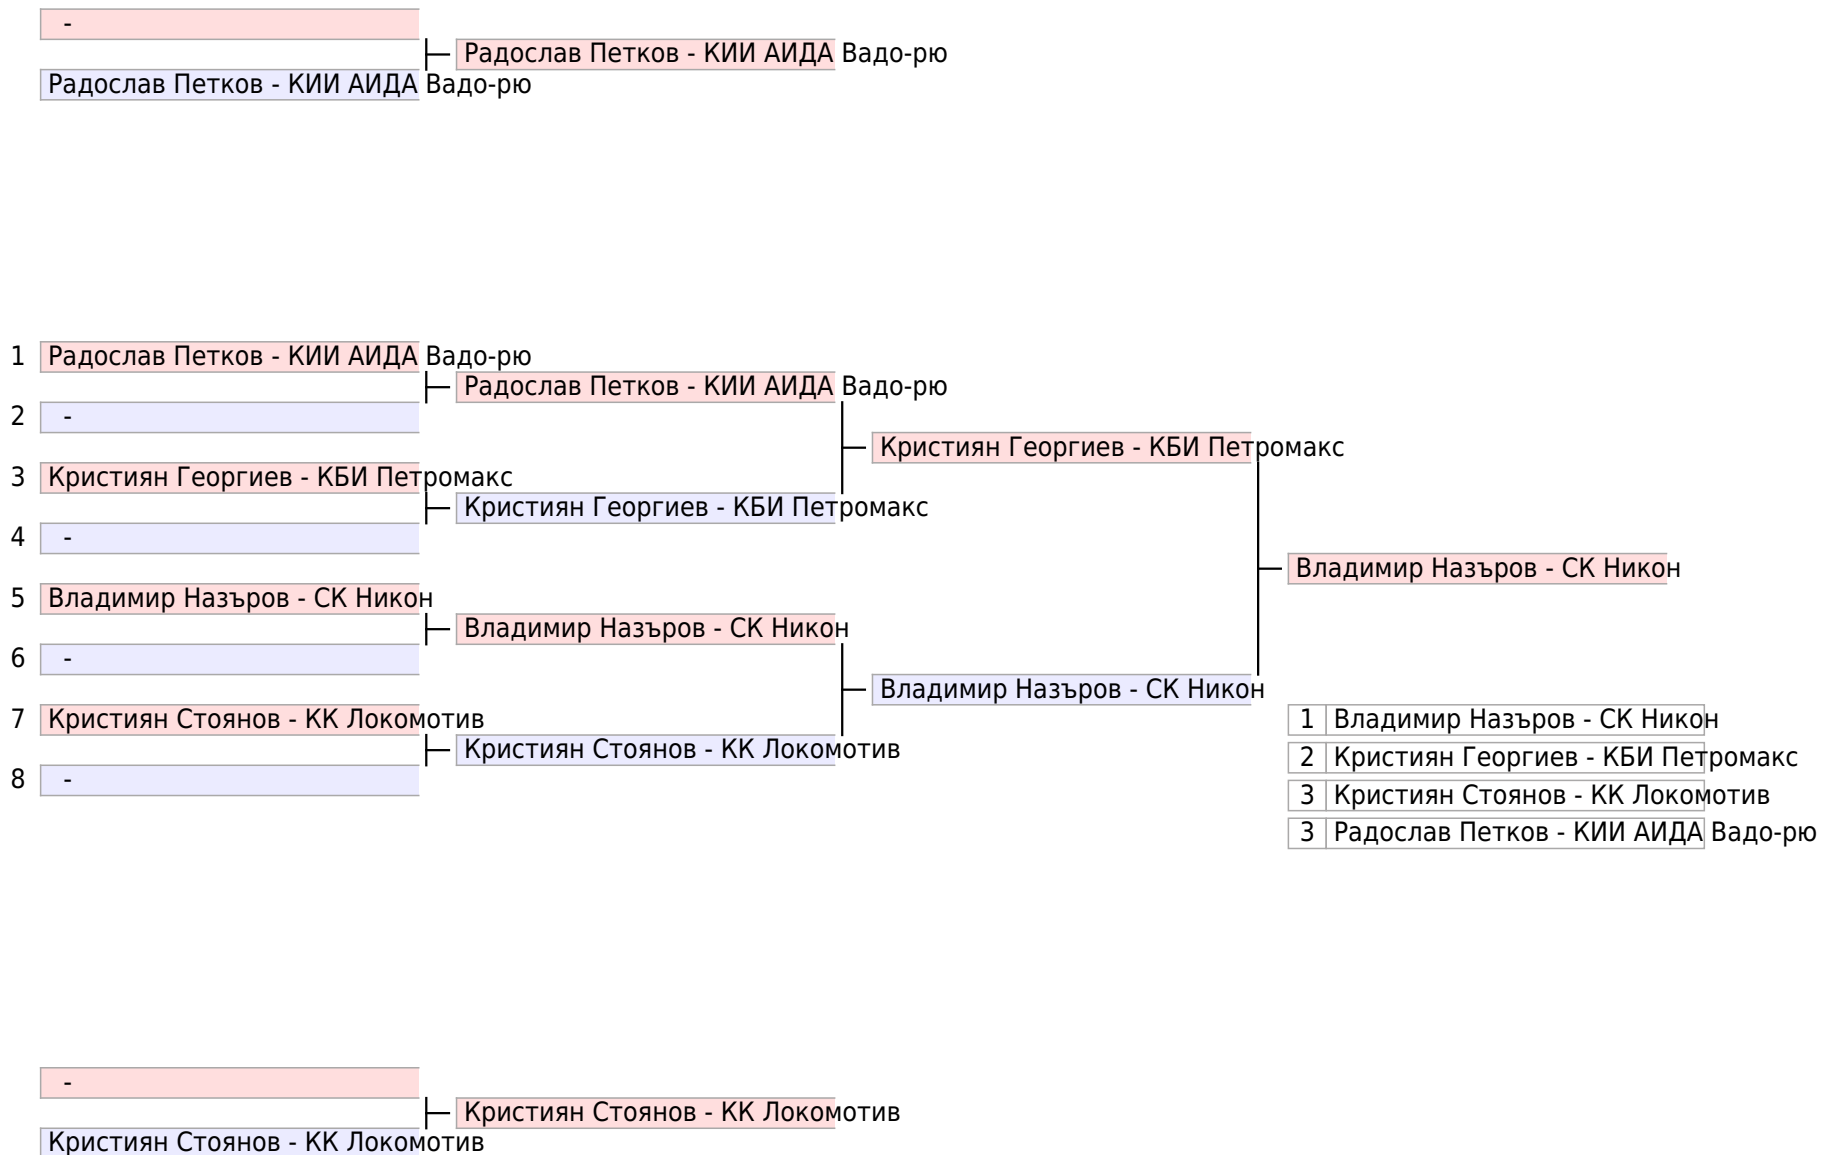 -
Радослав Петков - КИИ АИДА Вадо-рю
Радослав Петков - КИИ АИДА Вадо-рю
1 Радослав Петков - КИИ АИДА Вадо-рю
Радослав Петков - КИИ АИДА Вадо-рю
2 -
Кристиян Георгиев - КБИ Петромакс
3 Кристиян Георгиев - КБИ Петромакс
Кристиян Георгиев - КБИ Петромакс
4 -
Владимир Назъров - СК Никон
5 Владимир Назъров - СК Никон
Владимир Назъров - СК Никон
6 -
Владимир Назъров - СК Никон
7 Кристиян Стоянов - КК Локомотив
Кристиян Стоянов - КК Локомотив
8 -
1 Владимир Назъров - СК Никон
2 Кристиян Георгиев - КБИ Петромакс
3 Кристиян Стоянов - КК Локомотив
3 Радослав Петков - КИИ АИДА Вадо-рю
-
Кристиян Стоянов - КК Локомотив
Кристиян Стоянов - КК Локомотив